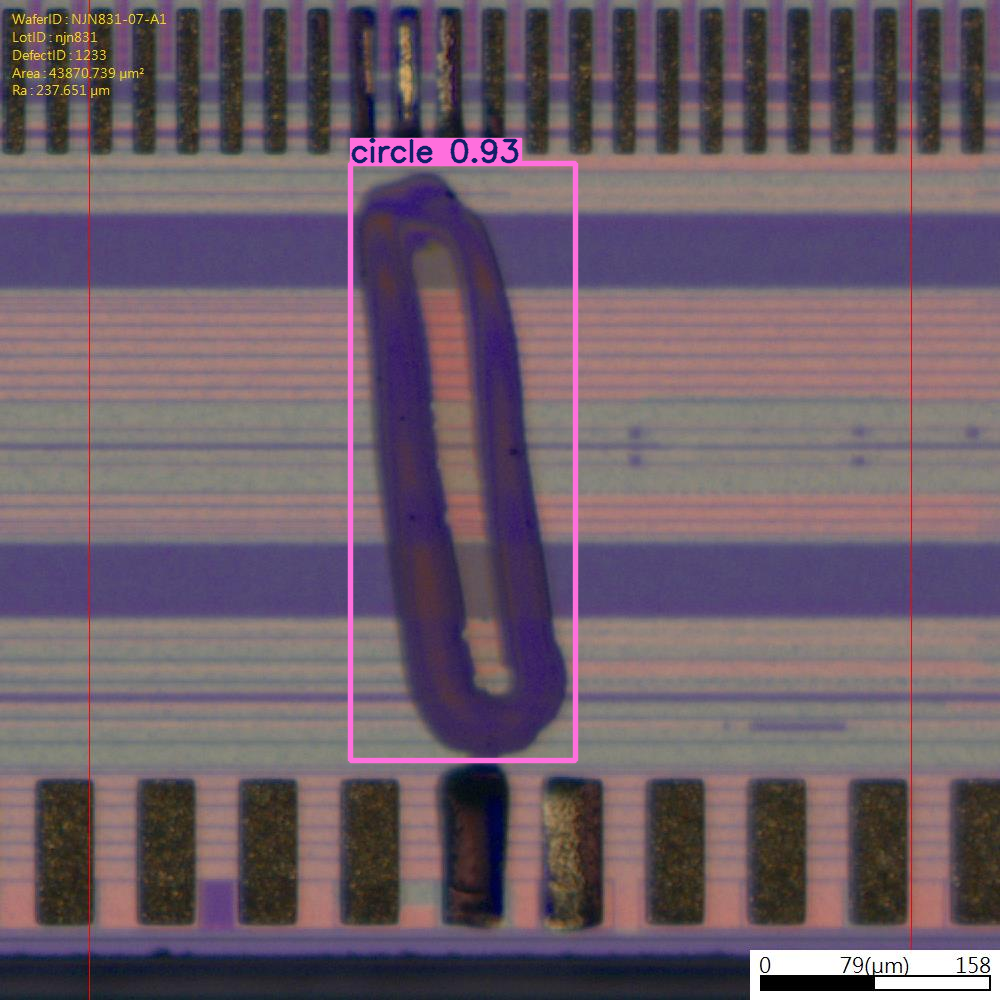 WaferID : NJN831-07-A1
LotID : njn831
DefectID : 1233
Area : 43870.739 µm²
Ra : 237.651 µm
circle 0.93
0 79(µm) 158